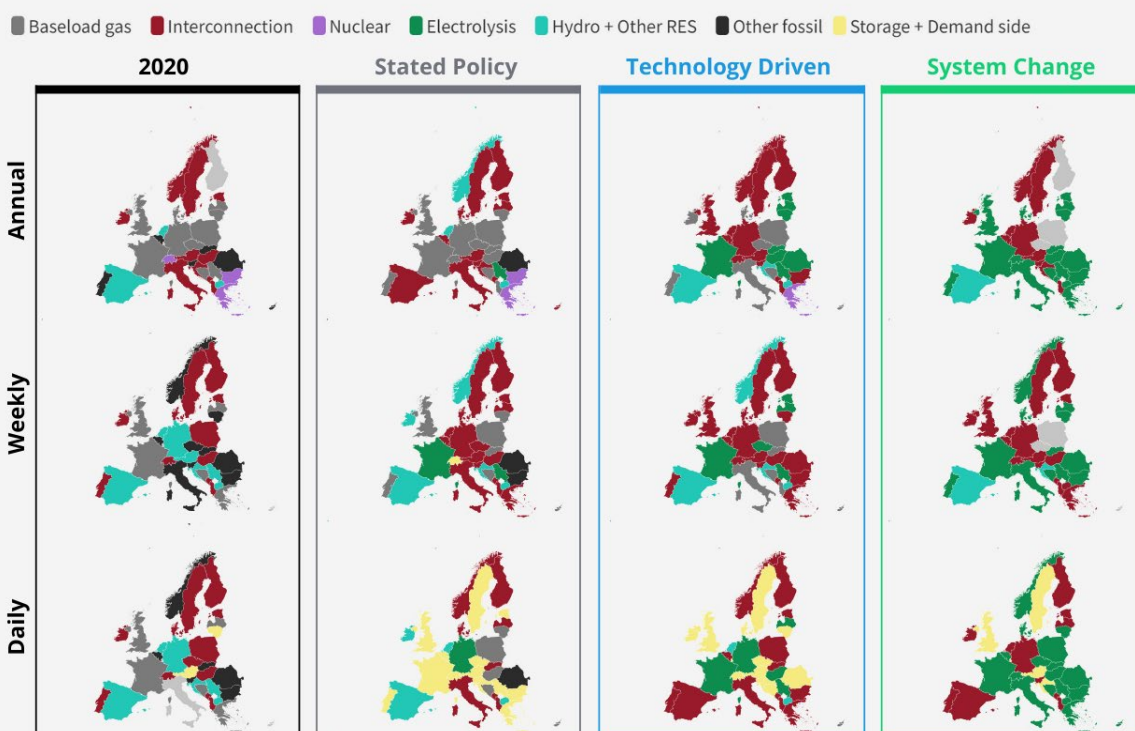 Baseload gas Interconnection Nuclear Electrolysis Hydro + Other RES Other fossil Storage + Demand side
2020 Stated Policy Technology Driven System Change
Annual
Weekly
Daily